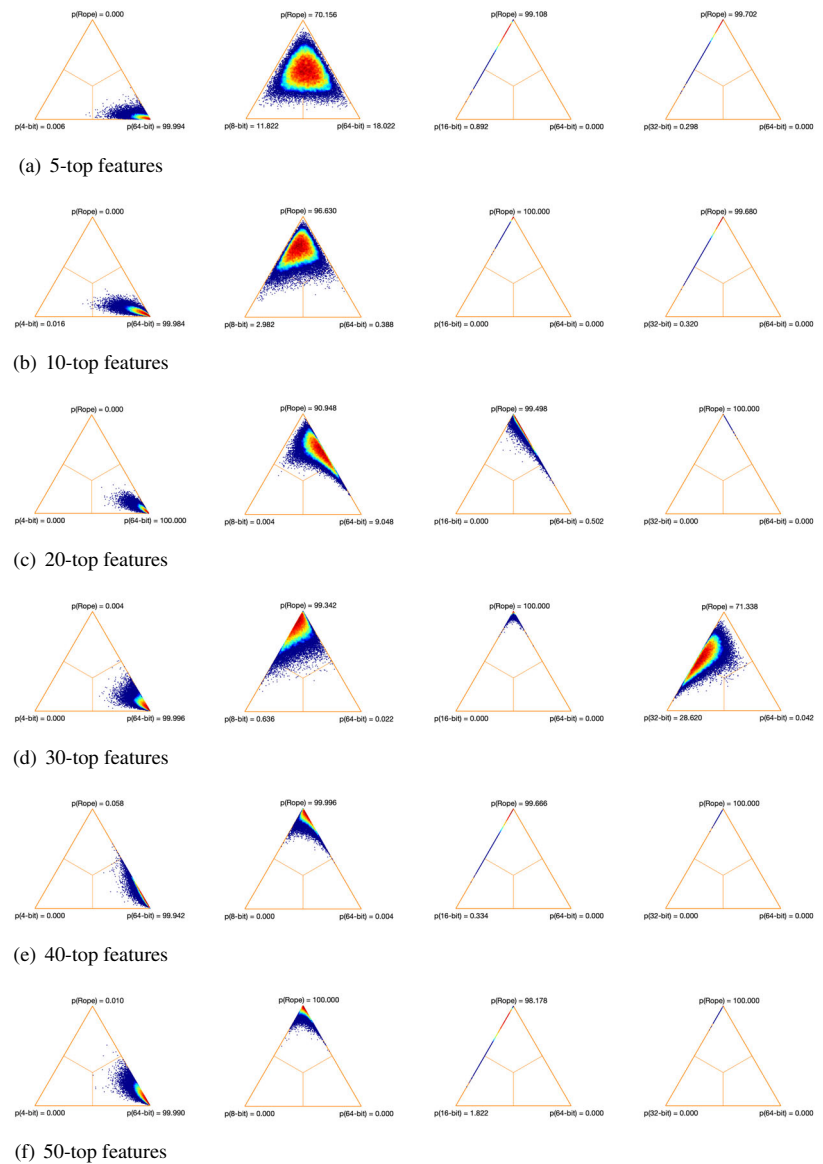 p(Rope) = 0.000 p(Rope) = 70.156 p(Rope) = 99.108 p(Rope) = 99.702
p(4-bit) = 0.006 p(64-bit) = 99.994 p(8-bit) = 11.822 p(64-bit) = 18.022 p(16-bit) = 0.892 p(64-bit) = 0.000 p(32-bit) = 0.298 p(64-bit) = 0.000
(a) 5-top features
p(Rope) = 0.000 p(Rope) = 96.630 p(Rope) = 100.000 p(Rope) = 99.680
p(4-bit) = 0.016 p(64-bit) = 99.984 p(8-bit) = 2.982 p(64-bit) = 0.388 p(16-bit) = 0.000 p(64-bit) = 0.000 p(32-bit) = 0.320 p(64-bit) = 0.000
(b) 10-top features
p(Rope) = 0.000 p(Rope) = 90.948 p(Rope) = 99.498 p(Rope) = 100.000
p(4-bit) = 0.000 p(64-bit) = 100.000 p(8-bit) = 0.004 p(64-bit) = 9.048 p(16-bit) = 0.000 p(64-bit) = 0.502 p(32-bit) = 0.000 p(64-bit) = 0.000
(c) 20-top features
p(Rope) = 0.004 p(Rope) = 99.342 p(Rope) = 100.000 p(Rope) = 71.338
p(4-bit) = 0.000 p(64-bit) = 99.996 p(8-bit) = 0.636 p(64-bit) = 0.022 p(16-bit) = 0.000 p(64-bit) = 0.000 p(32-bit) = 28.620 p(64-bit) = 0.042
(d) 30-top features
p(Rope) = 0.058 p(Rope) = 99.996 p(Rope) = 99.666 p(Rope) = 100.000
p(4-bit) = 0.000 p(64-bit) = 99.942 p(8-bit) = 0.000 p(64-bit) = 0.004 p(16-bit) = 0.334 p(64-bit) = 0.000 p(32-bit) = 0.000 p(64-bit) = 0.000
(e) 40-top features
p(Rope) = 0.010 p(Rope) = 100.000 p(Rope) = 98.178 p(Rope) = 100.000
p(4-bit) = 0.000 p(64-bit) = 99.990 p(8-bit) = 0.000 p(64-bit) = 0.000 p(16-bit) = 1.822 p(64-bit) = 0.000 p(32-bit) = 0.000 p(64-bit) = 0.000
(f) 50-top features